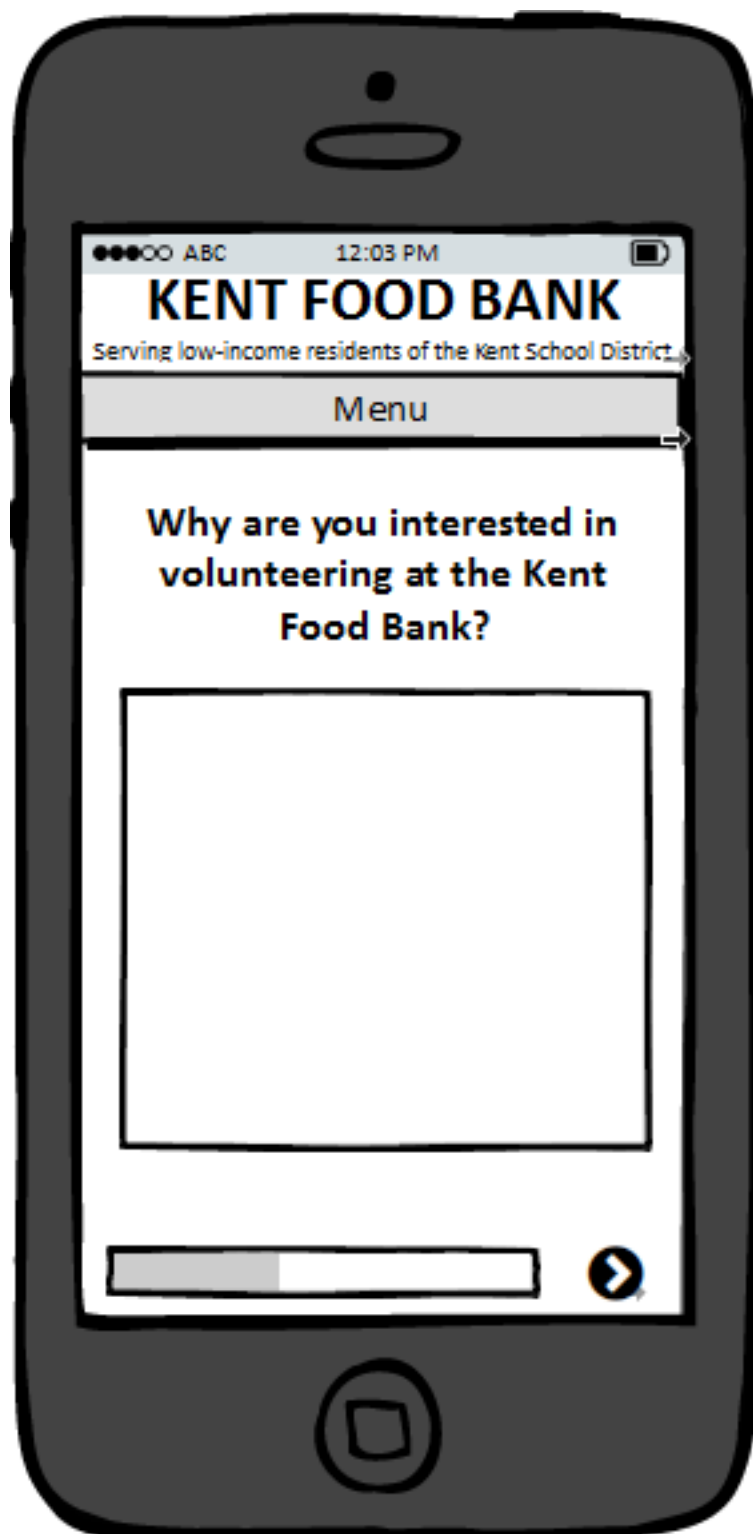 ABC 12:03 PM
KENT FOOD BANK
Serving low-income residents of the Kent School District
Menu
Why are you interested in
volunteering at the Kent
Food Bank?